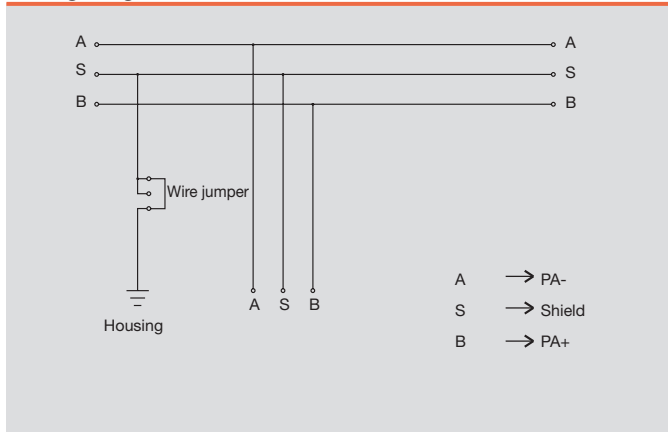 A A
S S
B B
Wire jumper
A S B
Housing
A → PA-
S → Shield
B → PA+